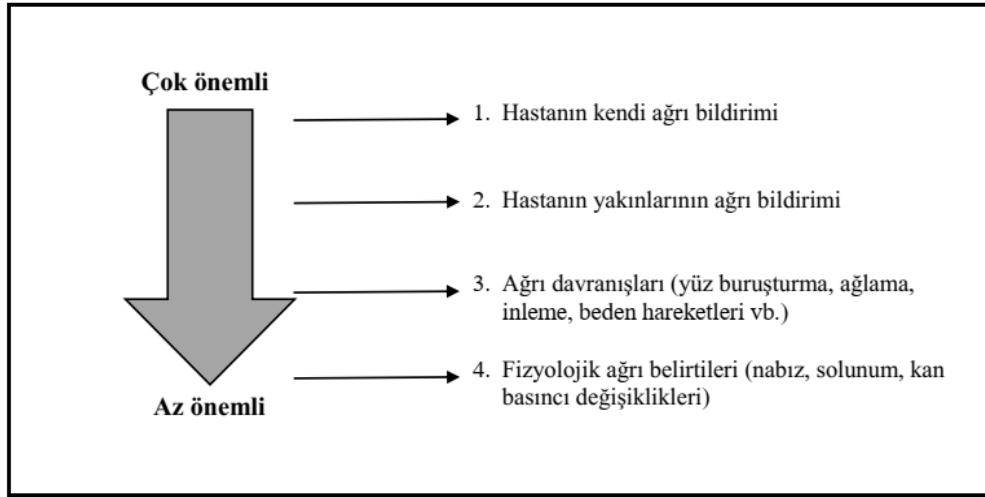 Çok önemli
1. Hastanın kendi ağrı bildirimi
2. Hastanın yakınlarının ağrı bildirimi
3. Ağrı davranışları (yüz buruşturma, ağlama,
inleme, beden hareketleri vb.)
4. Fizyolojik ağrı belirtileri (nabız, solunum, kan
basıncı değişiklikleri)
Az önemli